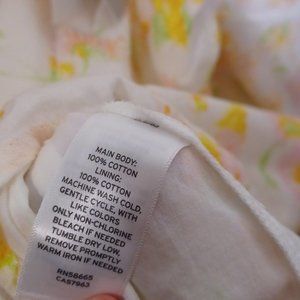 MAIN BODY:
100% COTTON
LINING:
100% COTTON
MACHINE WASH COLD,
GENTLE CYCLE, WITH
LIKE COLORS
ONLY NON-CHLORINE
BLEACH IF NEEDED
TUMBLE DRY LOW,
REMOVE PROMPTLY
WARM IRON IF NEEDED
RN58665
CA57963